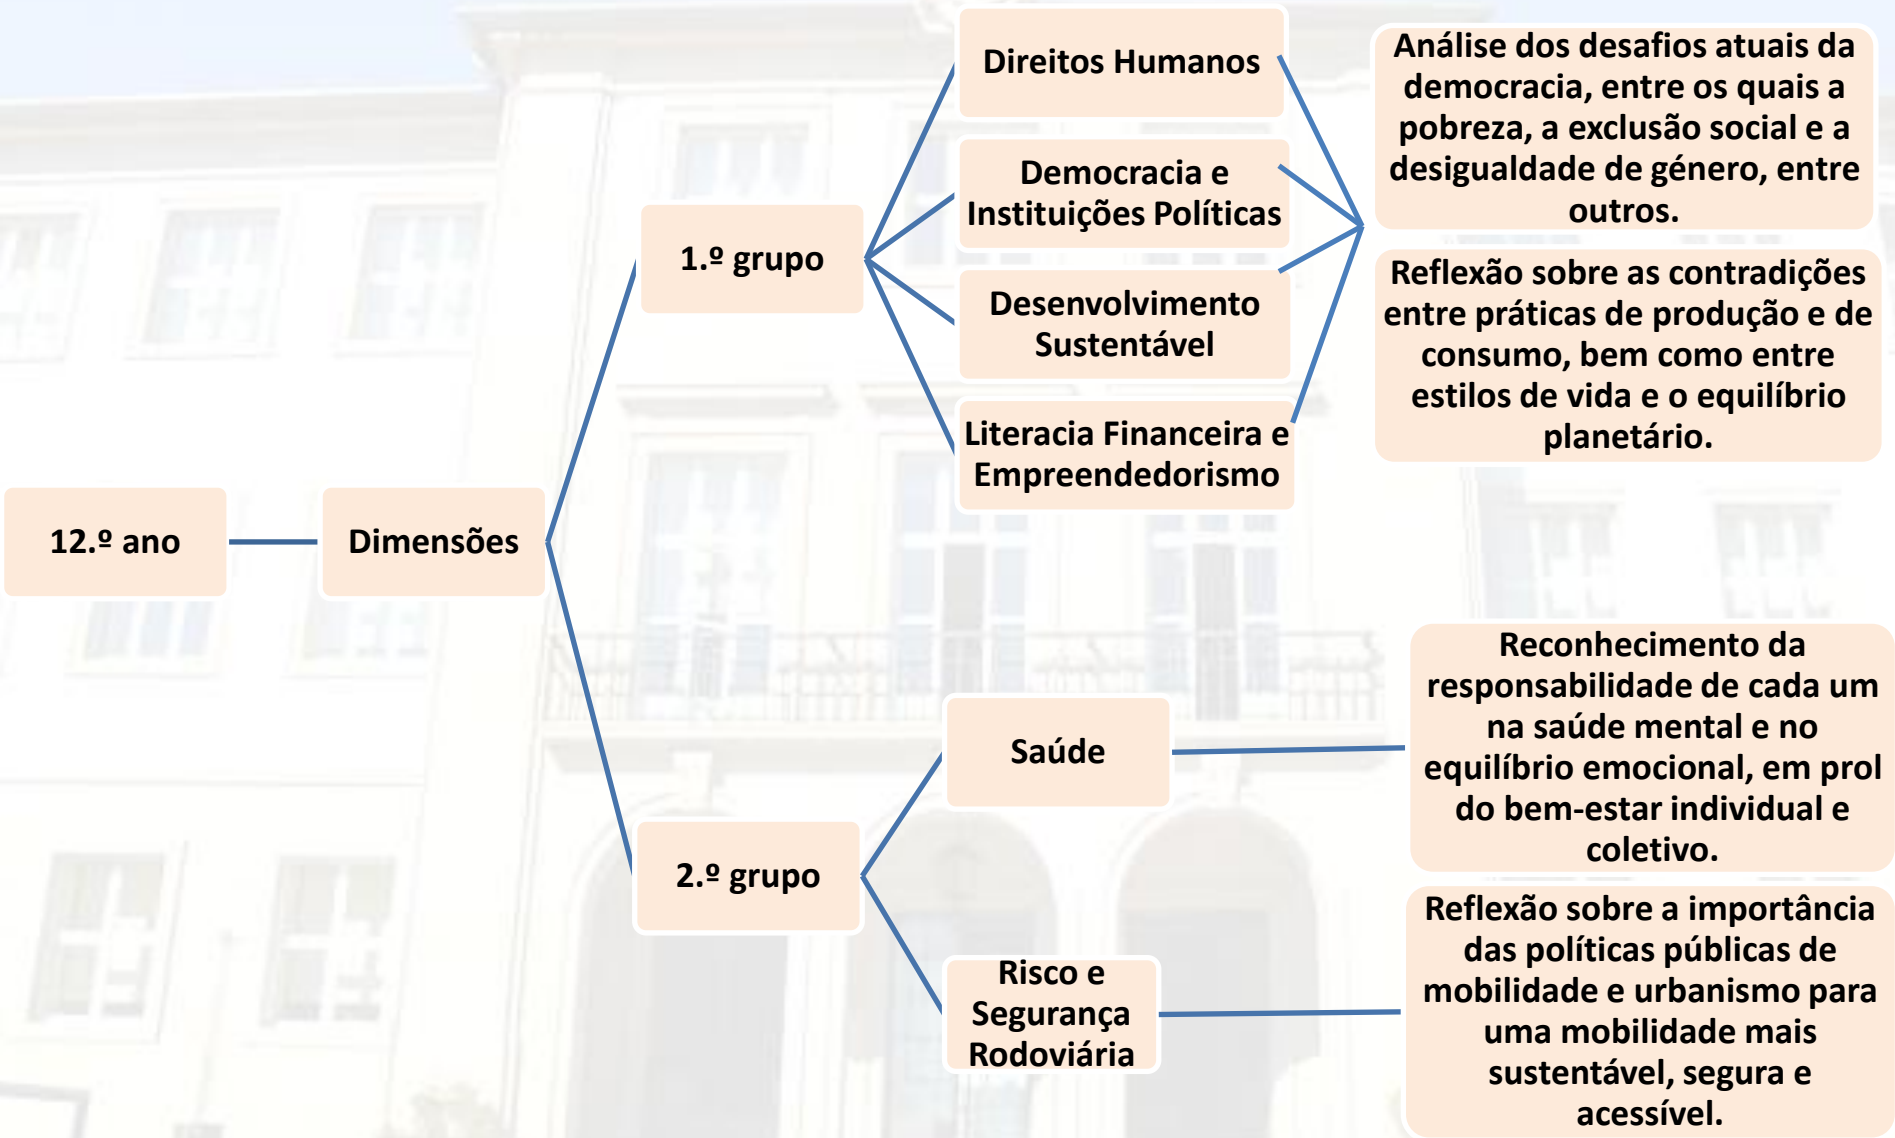 12.º ano
Dimensões
1.º grupo
Direitos Humanos
Democracia e
Instituições Políticas
Desenvolvimento
Sustentável
Literacia Financeira e
Empreendedorismo
Análise dos desafios atuais da
democracia, entre os quais a
pobreza, a exclusão social e a
desigualdade de género, entre
outros.
Reflexão sobre as contradições
entre práticas de produção e de
consumo, bem como entre
estilos de vida e o equilíbrio
planetário.
2.º grupo
Saúde
Reconhecimento da
responsabilidade de cada um
na saúde mental e no
equilíbrio emocional, em prol
do bem-estar individual e
coletivo.
Risco e
Segurança
Rodoviária
Reflexão sobre a importância
das políticas públicas de
mobilidade e urbanismo para
uma mobilidade mais
sustentável, segura e
acessível.